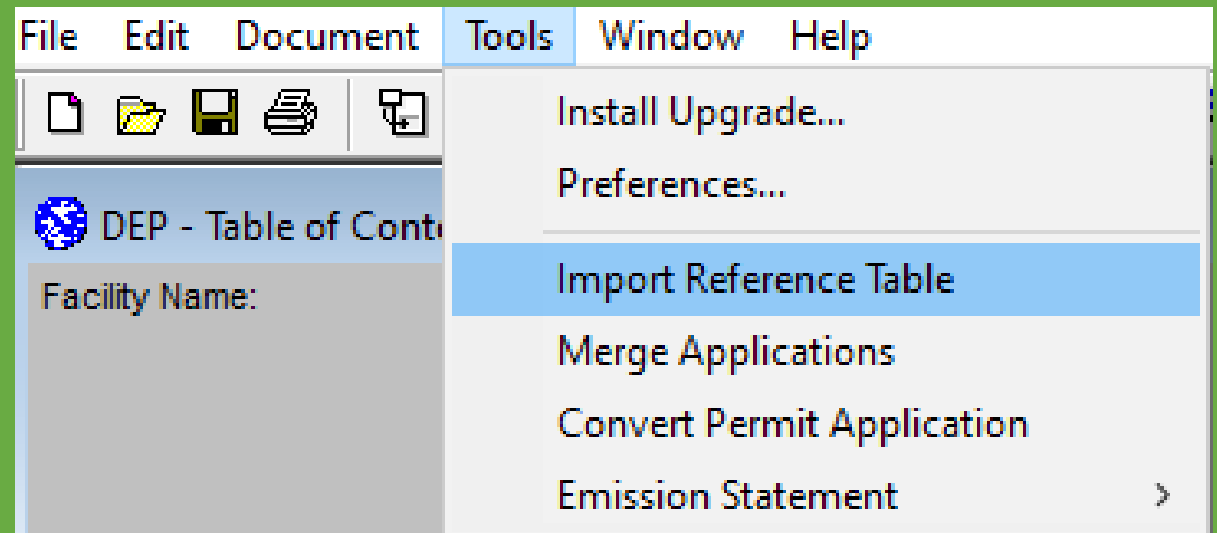 File Edit Document Tools Window Help
Install Upgrade...
Preferences...
DEP - Table of
Import Reference Table
Facility Name:
Merge Applications
Convert Permit Application
Emission Statement